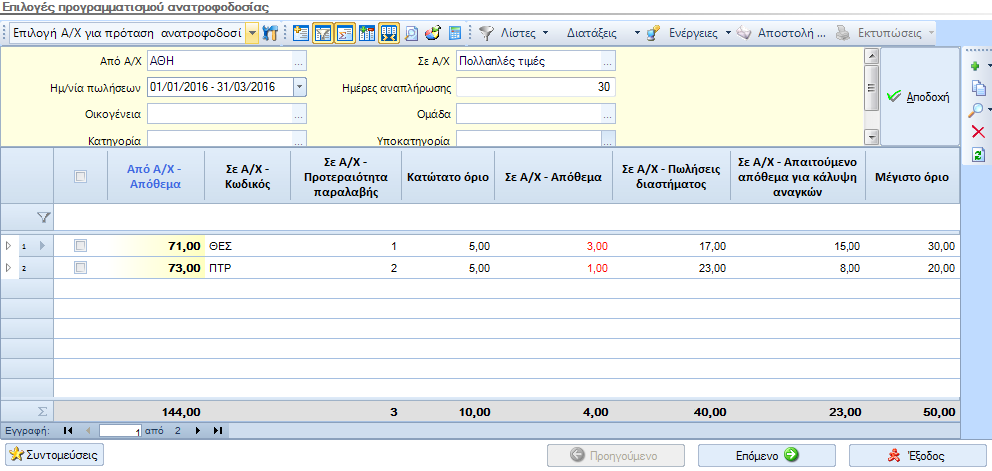 Επιλογές προγραμματισμού ανατροφοδοσίας
Επιλογή Α/Χ για πρόταση ανατροφοδοσί Λίστες Διατάξεις Ενέργειες Αποστολή ... Εκτυπώσεις
Από Α/Χ ΑΘΗ ... Σε Α/Χ Πολλαπλές τιμές ...
Ημ/νία πωλήσεων 01/01/2016 - 31/03/2016 Ημέρες αναπλήρωσης 30
Οικογένεια ... Ομάδα ...
Κατηγορία ... Υποκατηγορία ...
Αποδοχή
Από Α/Χ - Απόθεμα Σε Α/Χ - Κωδικός Σε Α/Χ - Προτεραιότητα παραλαβής Κατώτατο όριο Σε Α/Χ - Απόθεμα Σε Α/Χ - Πωλήσεις διαστήματος Σε Α/Χ - Απαιτούμενο απόθεμα για κάλυψη αναγκών Μέγιστο όριο
1 71,00 ΘΕΣ 1 5,00 3,00 17,00 15,00 30,00
2 73,00 ΠΤΡ 2 5,00 1,00 23,00 8,00 20,00
Σ 144,00 3 10,00 4,00 40,00 23,00 50,00
Εγγραφή: 1 από 2
Συντομεύσεις Προηγούμενο Επόμενο Έξοδος